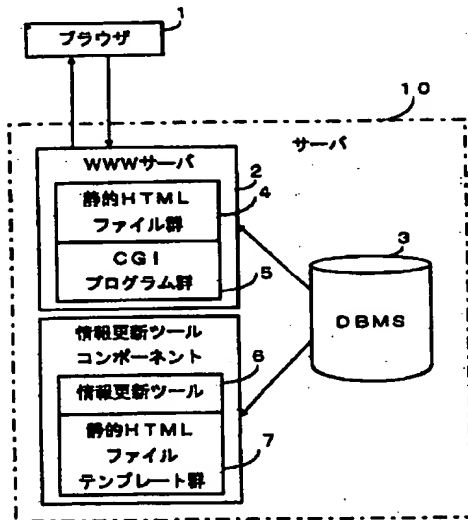 1
ブラウザ
10
サーバ
WWWサーバ
2
静的HTML
ファイル群
4
CGI
プログラム群
5
3
DBMS
情報更新ツール
コンポーネント
6
情報更新ツール
静的HTML
ファイル
テンプレート群
7